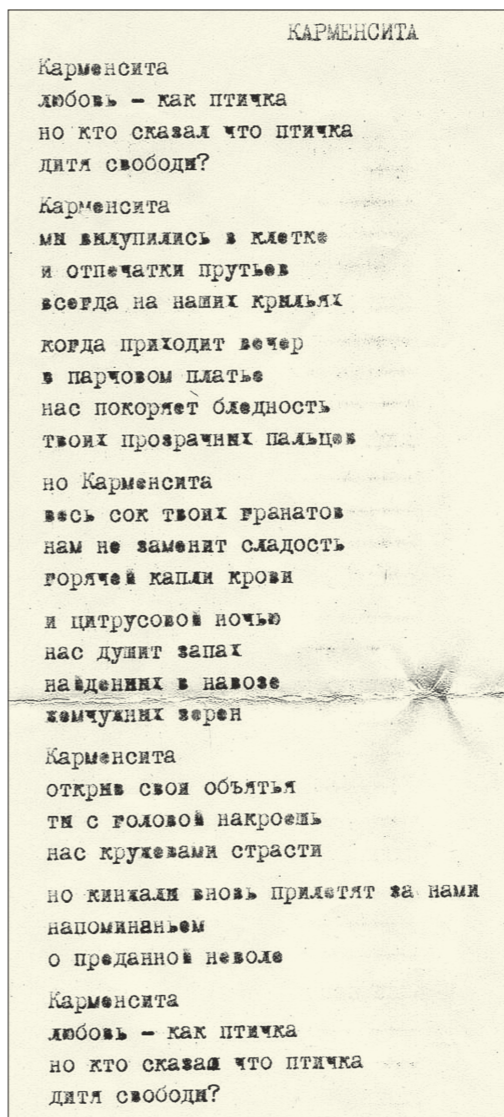 КАРМЕНСИТА
Карменсита
любовь – как птичка
но кто сказал что птичка
дитя свободы?
Карменсита
мы вылупились в клетке
и отпечатки прутьев
всегда на наших крыльях
когда приходит вечер
в парчовом платье
нас покоряет бледность
твоих прозрачных пальцев
но Карменсита
весь сок твоих гранатов
нам не заменит сладость
горячей капли крови
и цитрусовой ночью
нас душит запах
найденных в навозе
жемчужных зерен
Карменсита
открыв свои объятья
ты с головой накроешь
нас кружевами страсти
но кинжалы вновь прилетят за нами
напоминаньем
о преданной неволе
Карменсита
любовь – как птичка
но кто сказал что птичка
дитя свободы?